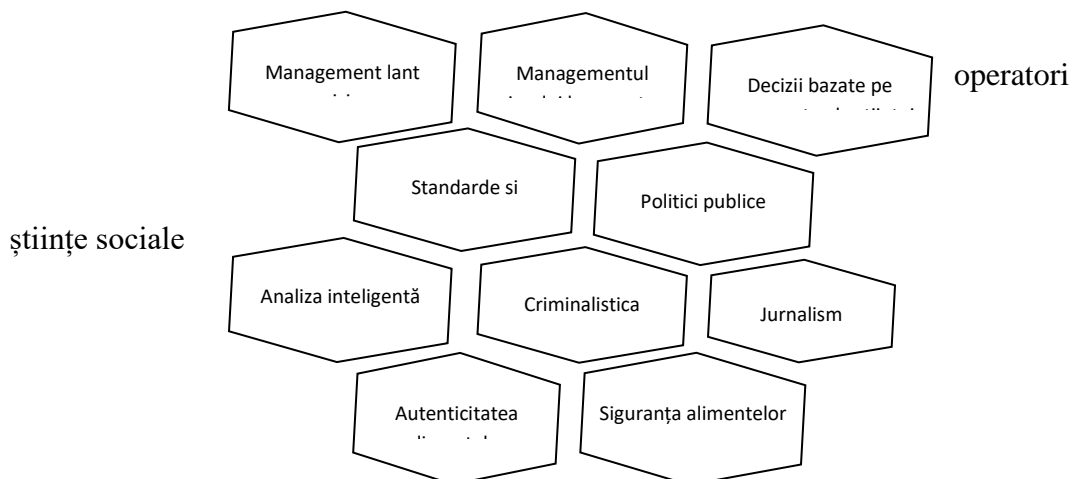 Management lant
Managementul
Decizii bazate pe
operatori
Standarde si
Politici publice
științe sociale
Analiza inteligentă
Criminalistica
Jurnalism
Autenticitatea
Siguranța alimentelor